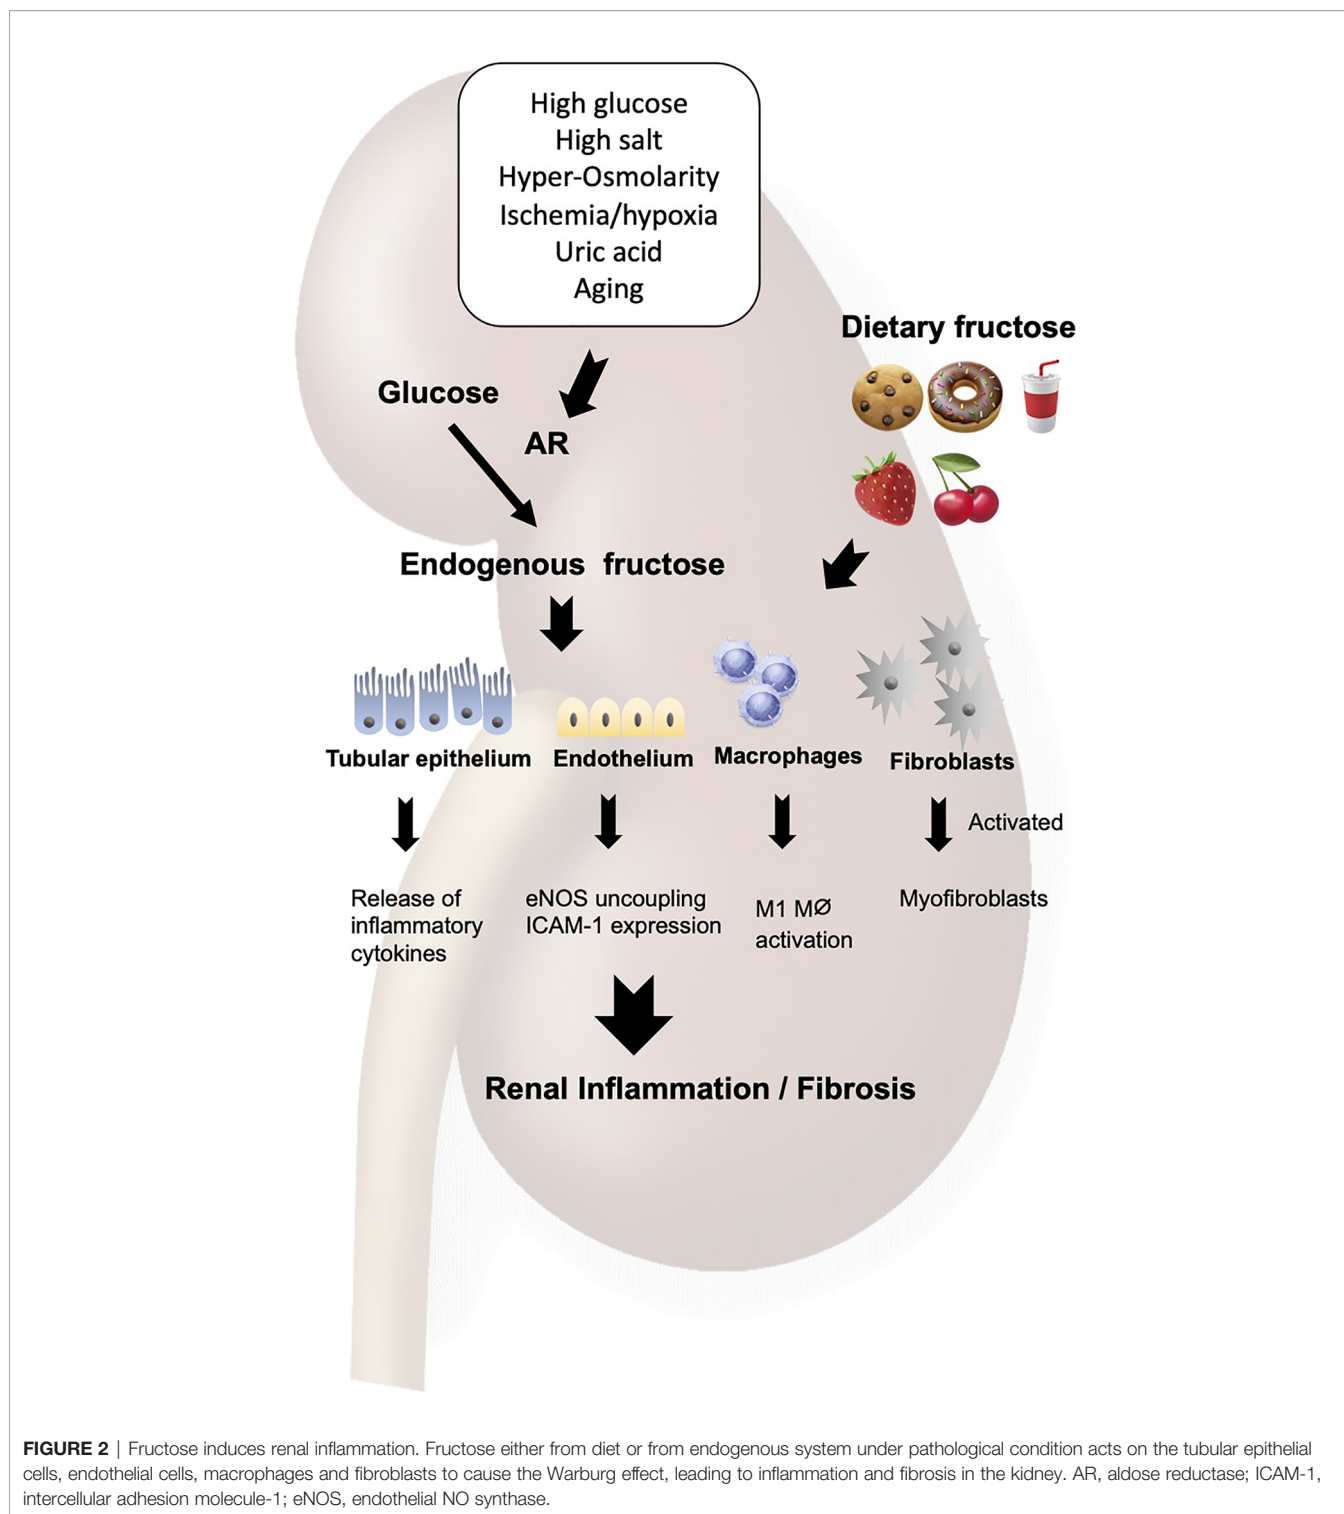 High glucose
High salt
Hyper-Osmolarity
Ischemia/hypoxia
Uric acid
Aging
Dietary fructose
Glucose
AR
Endogenous fructose
Tubular epithelium
Endothelium
Macrophages
Fibroblasts
Activated
Release of
inflammatory
cytokines
eNOS uncoupling
ICAM-1 expression
M1 MØ
activation
Myofibroblasts
Renal Inflammation / Fibrosis
FIGURE 2 | Fructose induces renal inflammation. Fructose either from diet or from endogenous system under pathological condition acts on the tubular epithelial
cells, endothelial cells, macrophages and fibroblasts to cause the Warburg effect, leading to inflammation and fibrosis in the kidney. AR, aldose reductase; ICAM-1,
intercellular adhesion molecule-1; eNOS, endothelial NO synthase.